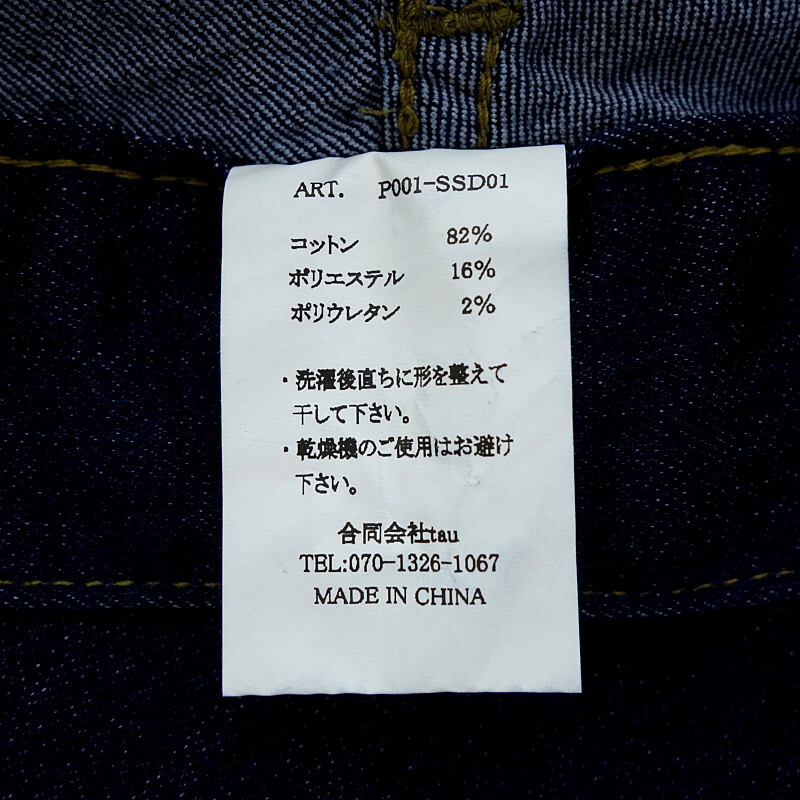 ART. P001-SSD01
コットン 82%
ポリエステル 16%
ポリウレタン 2%
・洗濯後直ちに形を整えて
干して下さい。
・乾燥機のご使用はお避け
下さい。
合同会社tau
TEL:070-1326-1067
MADE IN CHINA